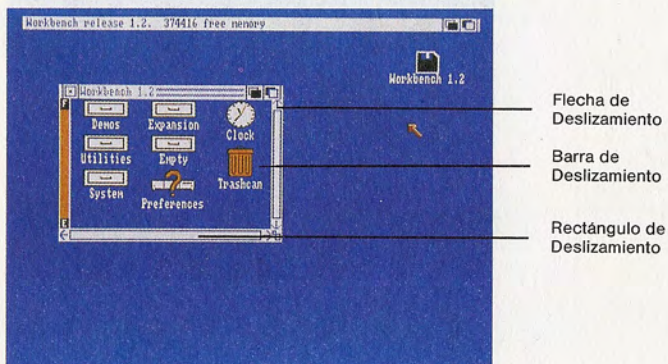 Workbench release 1.2.  374416 free memory
Workbench 1.2
Workbench 1.2
F
Demos
Expansion
Clock
Utilities
Empty
Trashcan
System
Preferences
E
Flecha de
Deslizamiento
Barra de
Deslizamiento
Rectángulo de
Deslizamiento